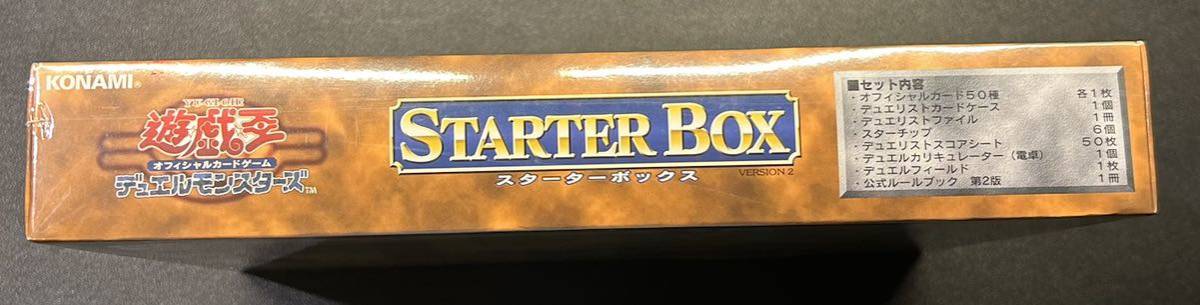 KONAMI®
YU-GI-OH!
遊戯王
オフィシャルカードゲーム
デュエルモンスターズ™
STARTER BOX
スターターボックス
VERSION 2
■セット内容
・オフィシャルカード50種 各1枚
・デュエリストカードケース 1個
・デュエリストファイル 1冊
・スターチップ 6個
・デュエリストスコアシート 50枚
・デュエルカリキュレーター(電卓) 1個
・デュエルフィールド 1枚
・公式ルールブック 第2版 1冊